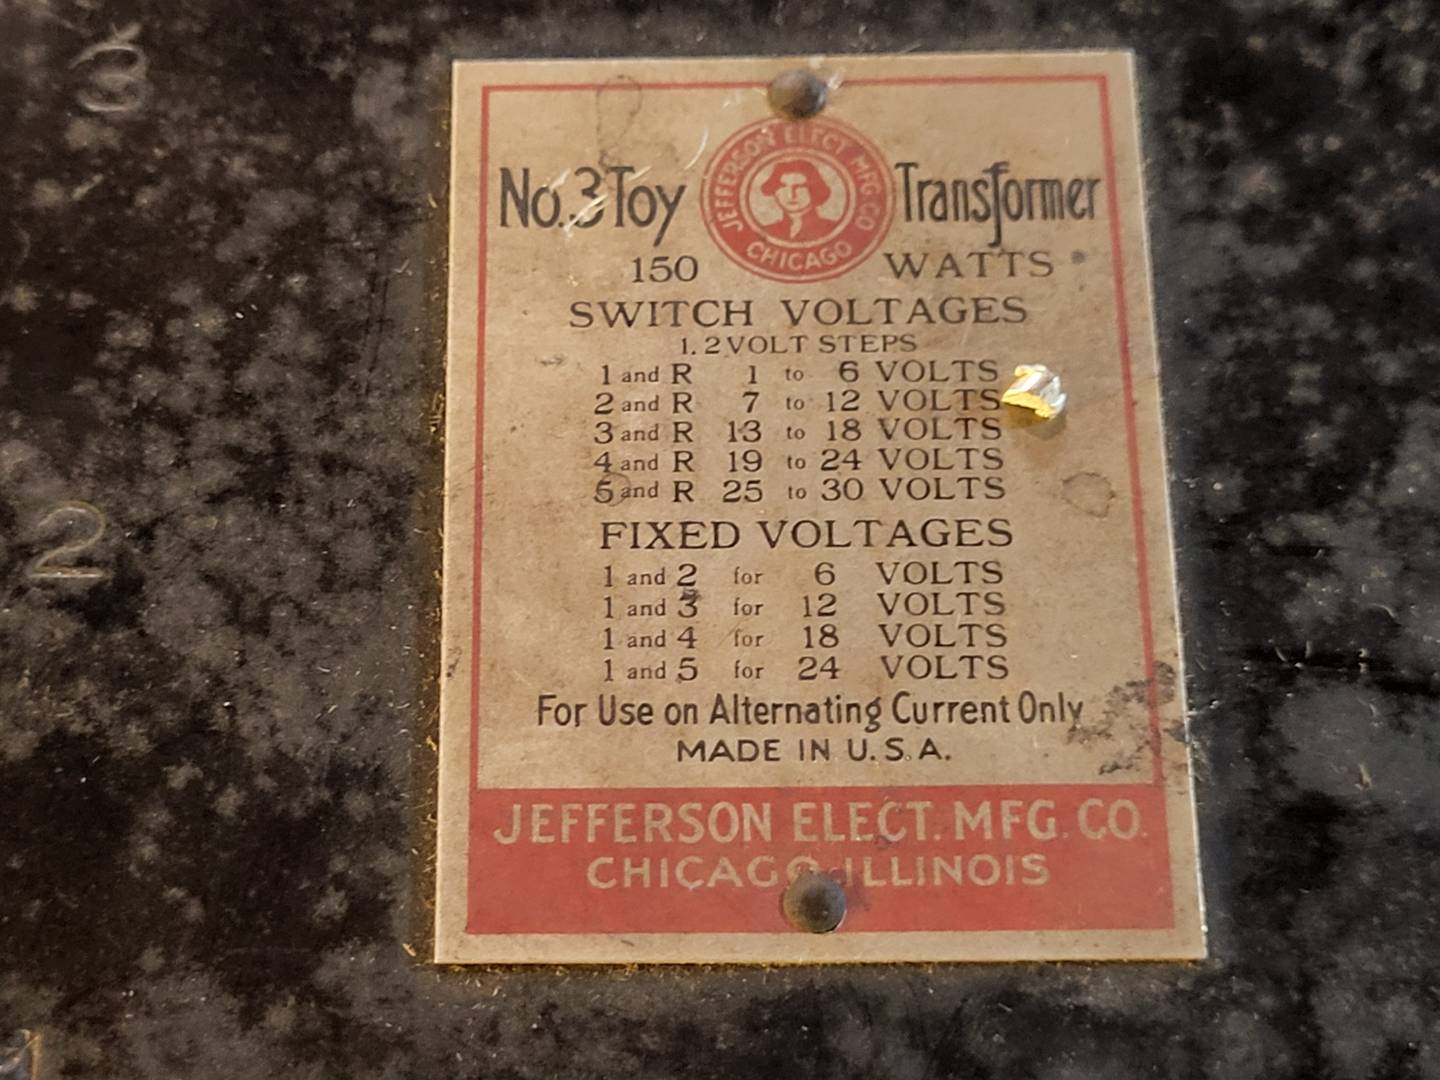 3
2
1
No. 3 Toy Transformer
JEFFERSON ELECT. MFG. CO.
CHICAGO
150 WATTS
SWITCH VOLTAGES
1.2 VOLT STEPS
1 and R 1 to 6 VOLTS
2 and R 7 to 12 VOLTS
3 and R 13 to 18 VOLTS
4 and R 19 to 24 VOLTS
5 and R 25 to 30 VOLTS
FIXED VOLTAGES
1 and 2 for 6 VOLTS
1 and 3 for 12 VOLTS
1 and 4 for 18 VOLTS
1 and 5 for 24 VOLTS
For Use on Alternating Current Only
MADE IN U.S.A.
JEFFERSON ELECT. MFG. CO.
CHICAGO ILLINOIS